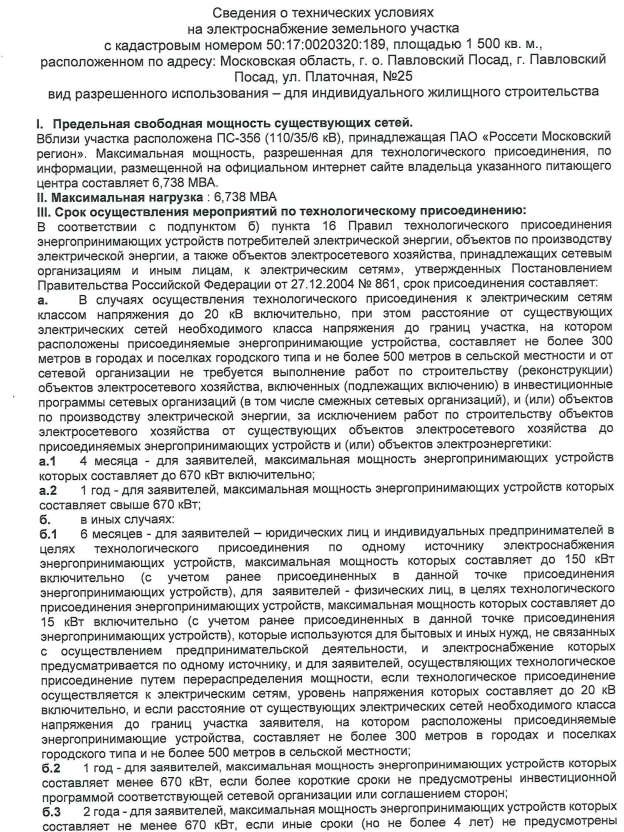 Сведения о технических условиях
на электроснабжение земельного участка
с кадастровым номером 50:17:0020320:189, площадью 1 500 кв. м.,
расположенном по адресу: Московская область, г. о. Павловский Посад, г. Павловский
Посад, ул. Платочная, №25
вид разрешенного использования – для индивидуального жилищного строительства
I. Предельная свободная мощность существующих сетей.
Вблизи участка расположена ПС-356 (110/35/6 кВ), принадлежащая ПАО «Россети Московский
регион». Максимальная мощность, разрешенная для технологического присоединения, по
информации, размещенной на официальном интернет сайте владельца указанного питающего
центра составляет 6,738 МВА.
II. Максимальная нагрузка : 6,738 МВА
III. Срок осуществления мероприятий по технологическому присоединению:
В соответствии с подпунктом б) пункта 16 Правил технологического присоединения
энергопринимающих устройств потребителей электрической энергии, объектов по производству
электрической энергии, а также объектов электросетевого хозяйства, принадлежащих сетевым
организациям и иным лицам, к электрическим сетям», утвержденных Постановлением
Правительства Российской Федерации от 27.12.2004 № 861, срок присоединения составляет:
а. В случаях осуществления технологического присоединения к электрическим сетям
классом напряжения до 20 кВ включительно, при этом расстояние от существующих
электрических сетей необходимого класса напряжения до границ участка, на котором
расположены присоединяемые энергопринимающие устройства, составляет не более 300
метров в городах и поселках городского типа и не более 500 метров в сельской местности и от
сетевой организации не требуется выполнение работ по строительству (реконструкции)
объектов электросетевого хозяйства, включенных (подлежащих включению) в инвестиционные
программы сетевых организаций (в том числе смежных сетевых организаций), и (или) объектов
по производству электрической энергии, за исключением работ по строительству объектов
электросетевого хозяйства от существующих объектов электросетевого хозяйства до
присоединяемых энергопринимающих устройств и (или) объектов электроэнергетики:
а.1 4 месяца - для заявителей, максимальная мощность энергопринимающих устройств
которых составляет до 670 кВт включительно;
а.2 1 год - для заявителей, максимальная мощность энергопринимающих устройств которых
составляет свыше 670 кВт;
б. в иных случаях:
б.1 6 месяцев - для заявителей – юридических лиц и индивидуальных предпринимателей в
целях технологического присоединения по одному источнику электроснабжения
энергопринимающих устройств, максимальная мощность которых составляет до 150 кВт
включительно (с учетом ранее присоединенных в данной точке присоединения
энергопринимающих устройств), для заявителей - физических лиц, в целях технологического
присоединения энергопринимающих устройств, максимальная мощность которых составляет до
15 кВт включительно (с учетом ранее присоединенных в данной точке присоединения
энергопринимающих устройств), которые используются для бытовых и иных нужд, не связанных
с осуществлением предпринимательской деятельности, и электроснабжение которых
предусматривается по одному источнику, и для заявителей, осуществляющих технологическое
присоединение путем перераспределения мощности, если технологическое присоединение
осуществляется к электрическим сетям, уровень напряжения которых составляет до 20 кВ
включительно, и если расстояние от существующих электрических сетей необходимого класса
напряжения до границ участка заявителя, на котором расположены присоединяемые
энергопринимающие устройства, составляет не более 300 метров в городах и поселках
городского типа и не более 500 метров в сельской местности;
б.2 1 год - для заявителей, максимальная мощность энергопринимающих устройств которых
составляет менее 670 кВт, если более короткие сроки не предусмотрены инвестиционной
программой соответствующей сетевой организации или соглашением сторон;
б.3 2 года - для заявителей, максимальная мощность энергопринимающих устройств которых
составляет не менее 670 кВт, если иные сроки (но не более 4 лет) не предусмотрены